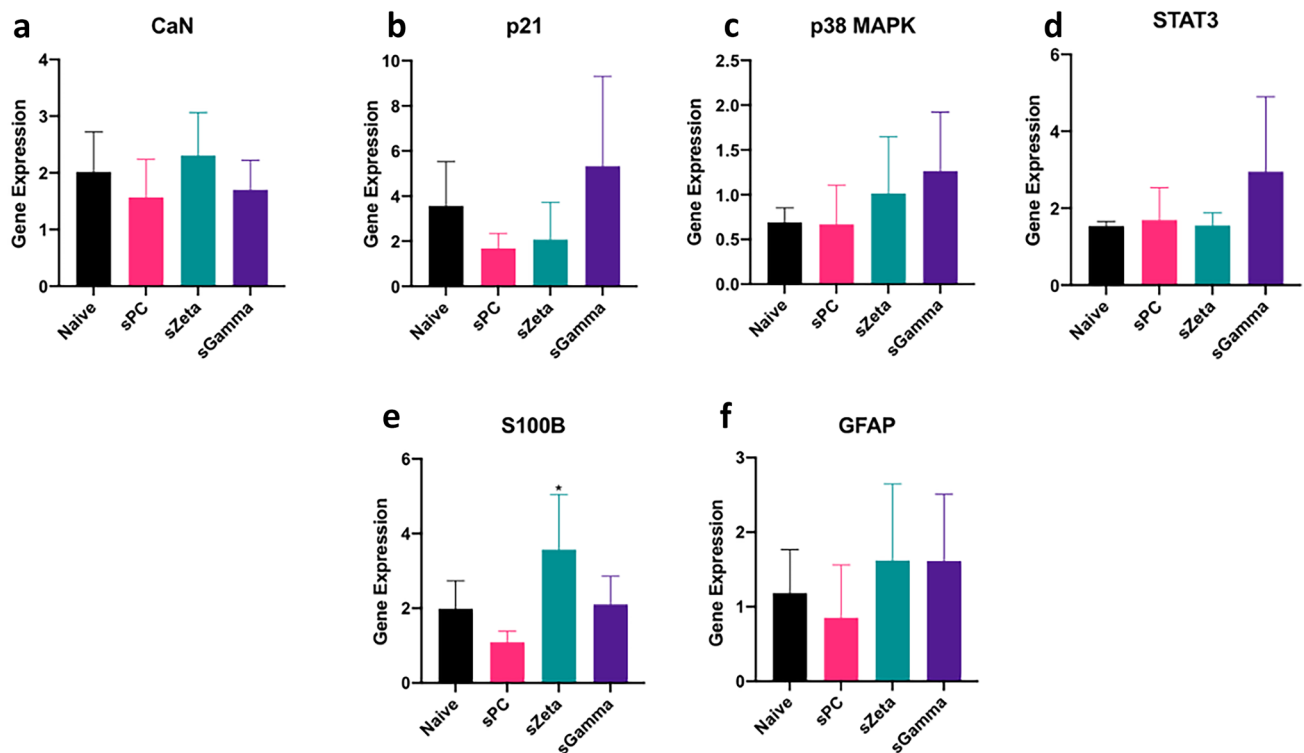 a CaN
4
3
2
1
0
Gene Expression
Naive
sPC
sZeta
sGamma
b p21
10
8
6
4
2
0
Gene Expression
Naive
sPC
sZeta
sGamma
c p38 MAPK
2.5
2.0
1.5
1.0
0.5
0.0
Gene Expression
Naive
sPC
sZeta
sGamma
d STAT3
6
4
2
0
Gene Expression
Naive
sPC
sZeta
sGamma
e S100B
6
4
2
0
Gene Expression
*
Naive
sPC
sZeta
sGamma
f GFAP
3
2
1
0
Gene Expression
Naive
sPC
sZeta
sGamma